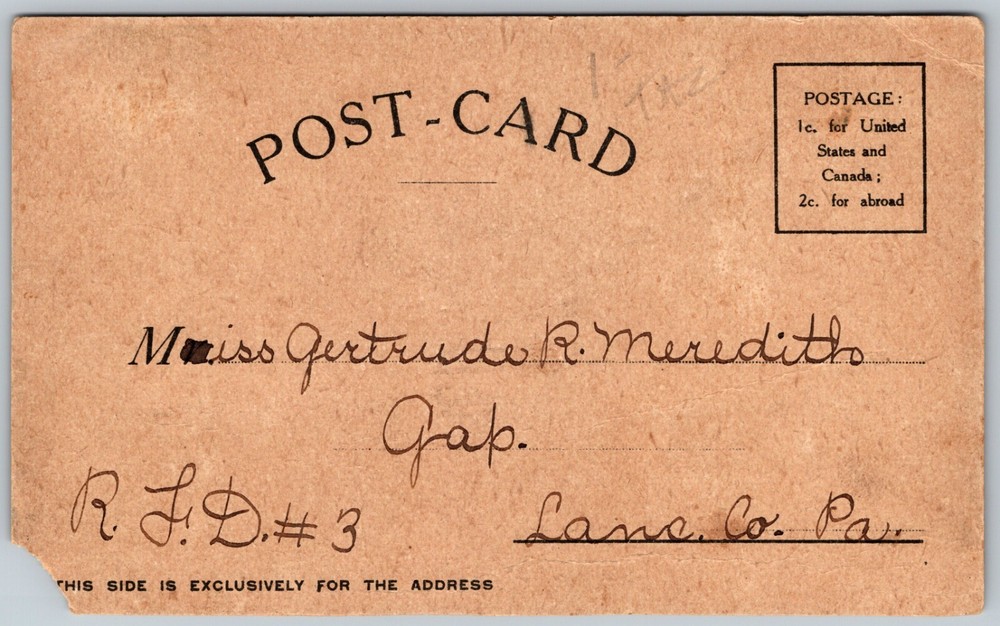 POST-CARD
POSTAGE:
1c. for United
States and
Canada;
2c. for abroad
Miss Gertrude R. Meredith
Gap.
R. F. D. # 3
Lanc. Co. Pa.
THIS SIDE IS EXCLUSIVELY FOR THE ADDRESS